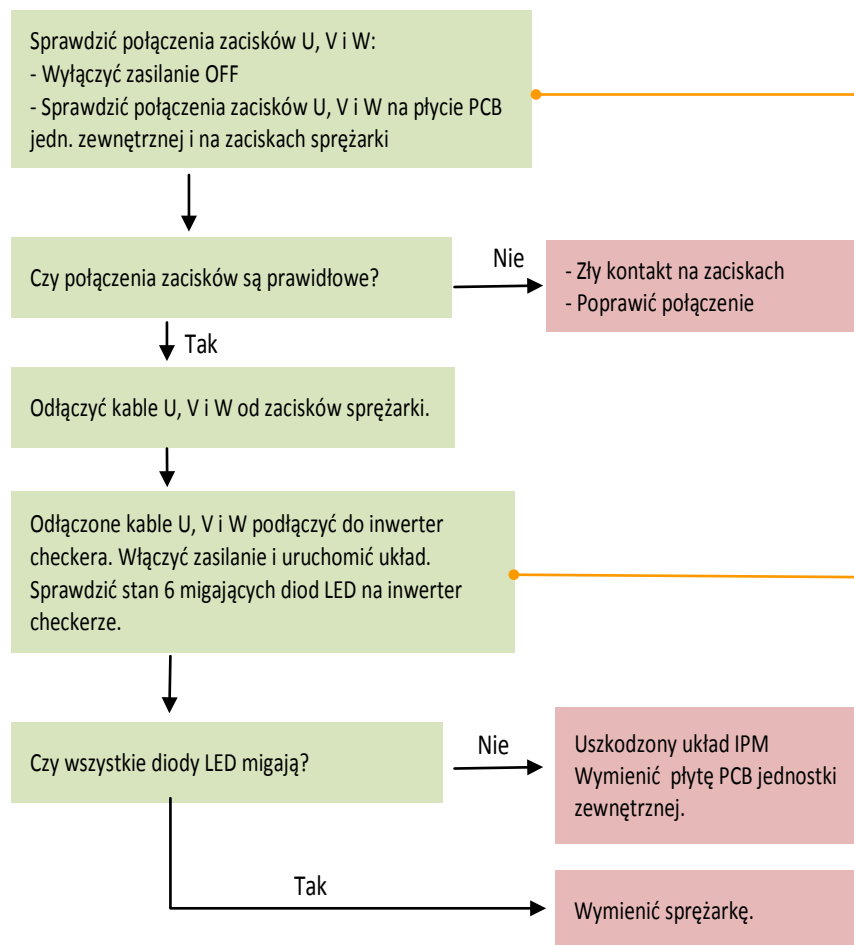 Sprawdzić połączenia zacisków U, V i W:
- Wyłączyć zasilanie OFF
- Sprawdzić połączenia zacisków U, V i W na płycie PCB
jedn. zewnętrznej i na zaciskach sprężarki
Czy połączenia zacisków są prawidłowe?
Nie
- Zły kontakt na zaciskach
- Poprawić połączenie
Tak
Odłączyć kable U, V i W od zacisków sprężarki.
Odłączone kable U, V i W podłączyć do inwerter
checkera. Włączyć zasilanie i uruchomić układ.
Sprawdzić stan 6 migających diod LED na inwerter
checkerze.
Czy wszystkie diody LED migają?
Nie
Uszkodzony układ IPM
Wymienić płytę PCB jednostki
zewnętrznej.
Tak
Wymienić sprężarkę.